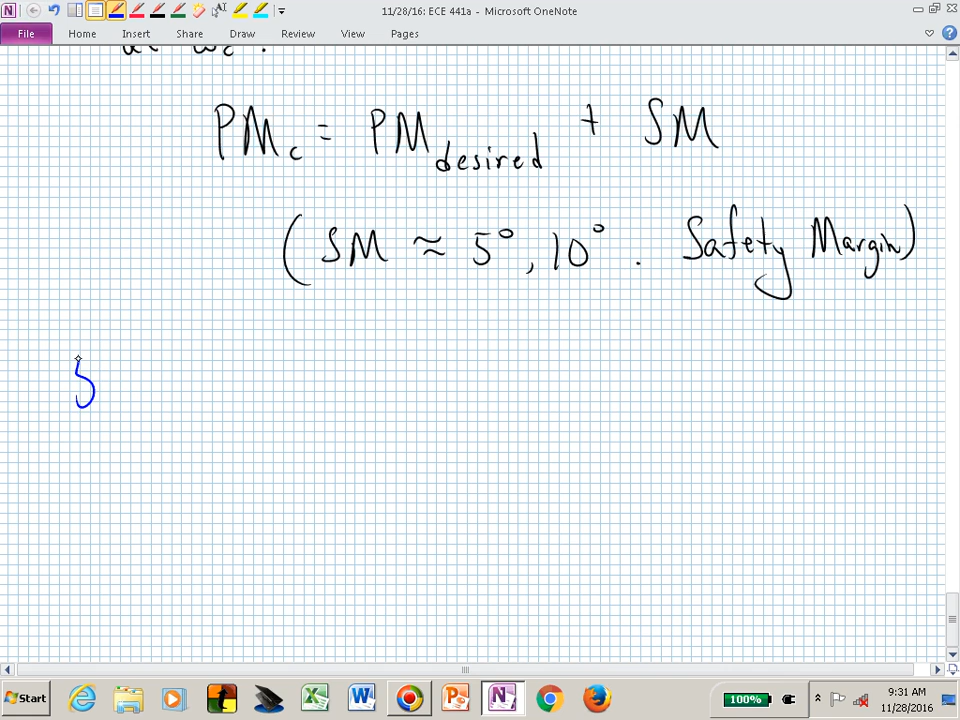 11/28/16: ECE 441a - Microsoft OneNote
File Home Insert Share Draw Review View Pages
PMc = PMdesired + SM
(SM ≈ 5°, 10°. Safety Margin)
5
100% 9:31 AM
11/28/2016